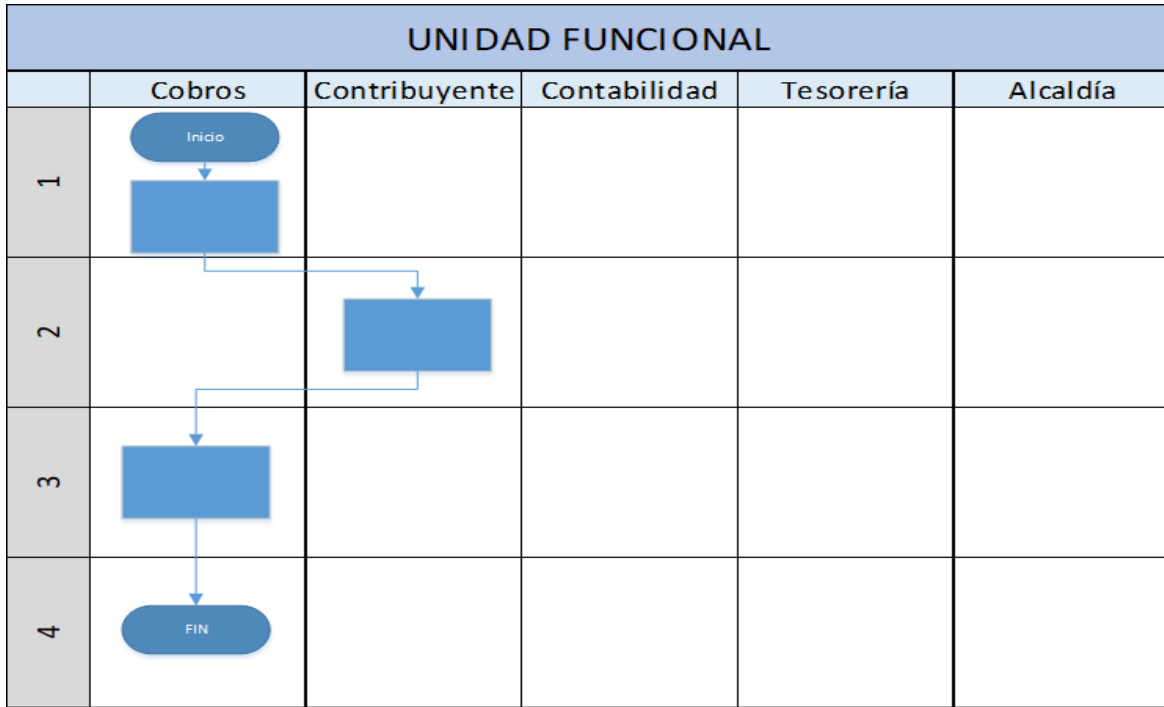 UNIDAD FUNCIONAL
Cobros Contribuyente Contabilidad Tesorería Alcaldía
Inicio
1
2
3
FIN
4